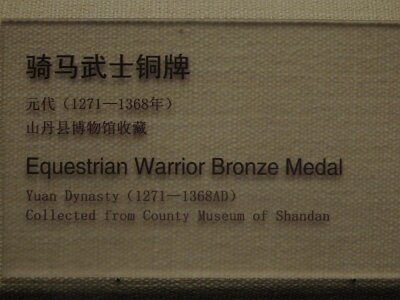 骑马武士铜牌
元代（1271—1368年）
山丹县博物馆收藏
Equestrian Warrior Bronze Medal
Yuan Dynasty（1271—1368AD）
Collected from County Museum of Shandan